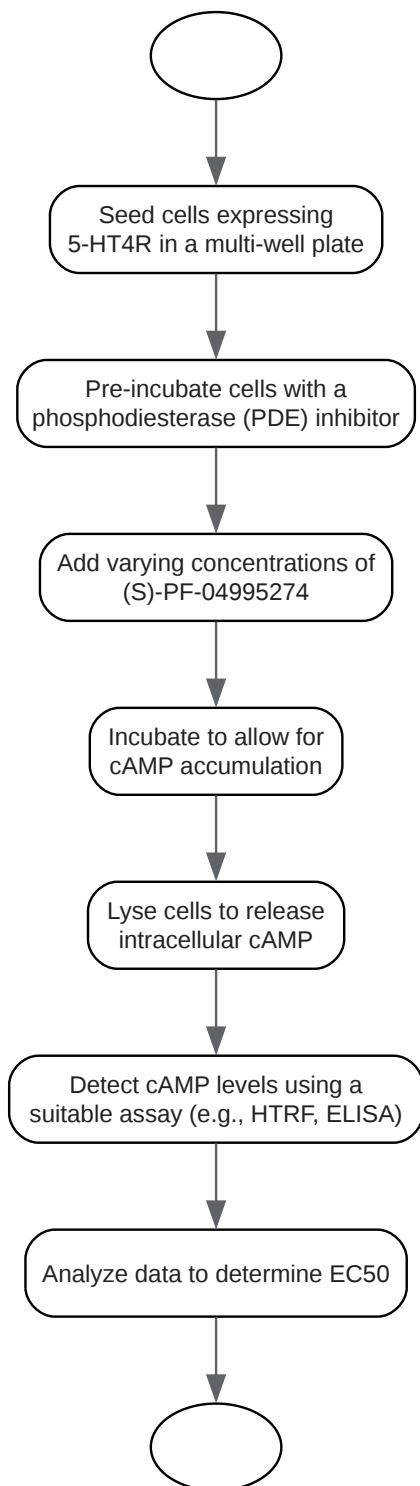 Seed cells expressing
5-HT4R in a multi-well plate
Pre-incubate cells with a
phosphodiesterase (PDE) inhibitor
Add varying concentrations of
(S)-PF-04995274
Incubate to allow for
cAMP accumulation
Lyse cells to release
intracellular cAMP
Detect cAMP levels using a
suitable assay (e.g., HTRF, ELISA)
Analyze data to determine EC50